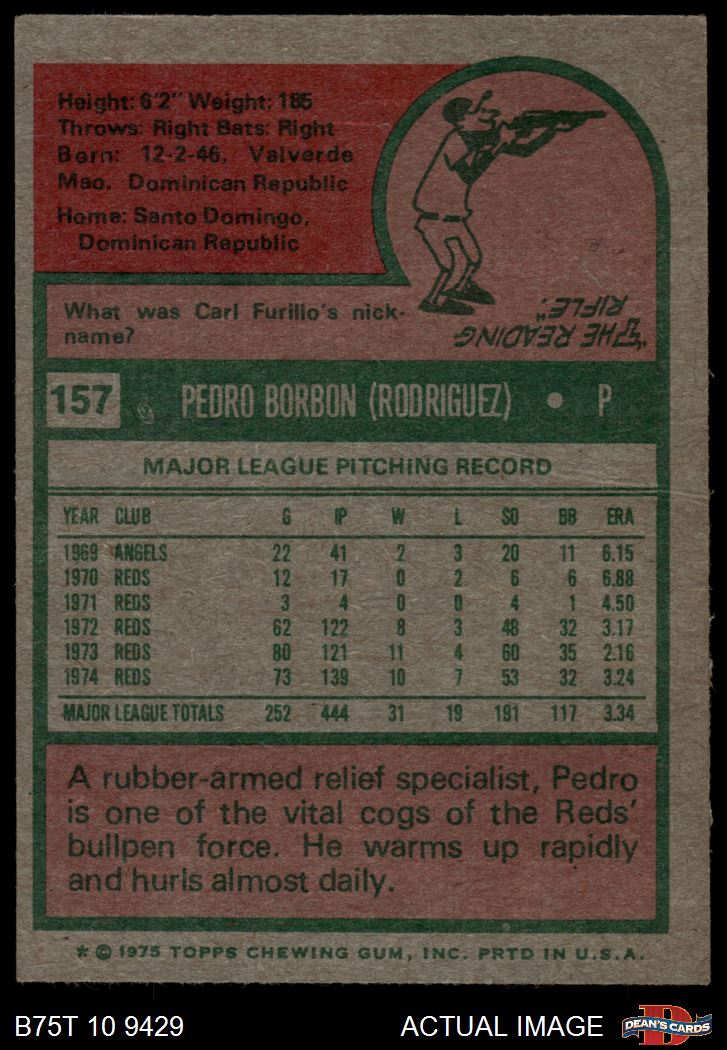 Height: 6'2" Weight: 185
Throws: Right Bats: Right
Born: 12-2-46, Valverde
Mao, Dominican Republic
Home: Santo Domingo,
Dominican Republic
What was Carl Furillo's nick-
name?
"THE READING
RIFLE".
157 PEDRO BORBON (RODRIGUEZ) • P
MAJOR LEAGUE PITCHING RECORD
YEAR CLUB G IP W L SO BB ERA
1969 ANGELS 22 41 2 3 20 11 6.15
1970 REDS 12 17 0 2 6 6 6.88
1971 REDS 3 4 0 0 4 1 4.50
1972 REDS 62 122 8 3 48 32 3.17
1973 REDS 80 121 11 4 60 35 2.16
1974 REDS 73 139 10 7 53 32 3.24
MAJOR LEAGUE TOTALS 252 444 31 19 191 117 3.34
A rubber-armed relief specialist, Pedro
is one of the vital cogs of the Reds'
bullpen force. He warms up rapidly
and hurls almost daily.
* © 1975 TOPPS CHEWING GUM, INC. PRTD IN U.S.A.
B75T 10 9429 ACTUAL IMAGE
D
DEAN'S CARDS